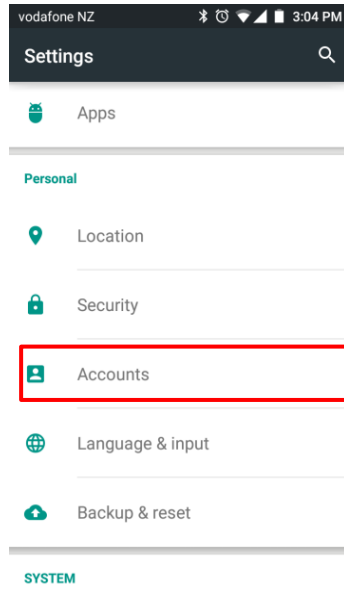 vodafone NZ 3:04 PM
Settings
Apps
Personal
Location
Security
Accounts
Language & input
Backup & reset
SYSTEM